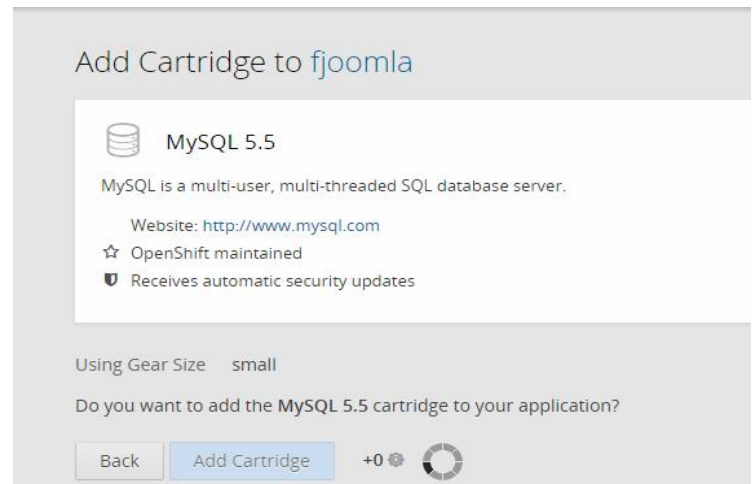 Add Cartridge to fjoomla
MySQL 5.5
MySQL is a multi-user, multi-threaded SQL database server.
Website: http://www.mysql.com
OpenShift maintained
Receives automatic security updates
Using Gear Size small
Do you want to add the MySQL 5.5 cartridge to your application?
Back Add Cartridge +0